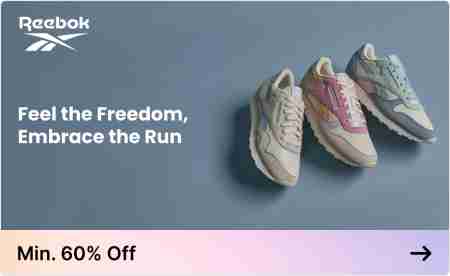 Reebok
Feel the Freedom,
Embrace the Run
Min. 60% Off